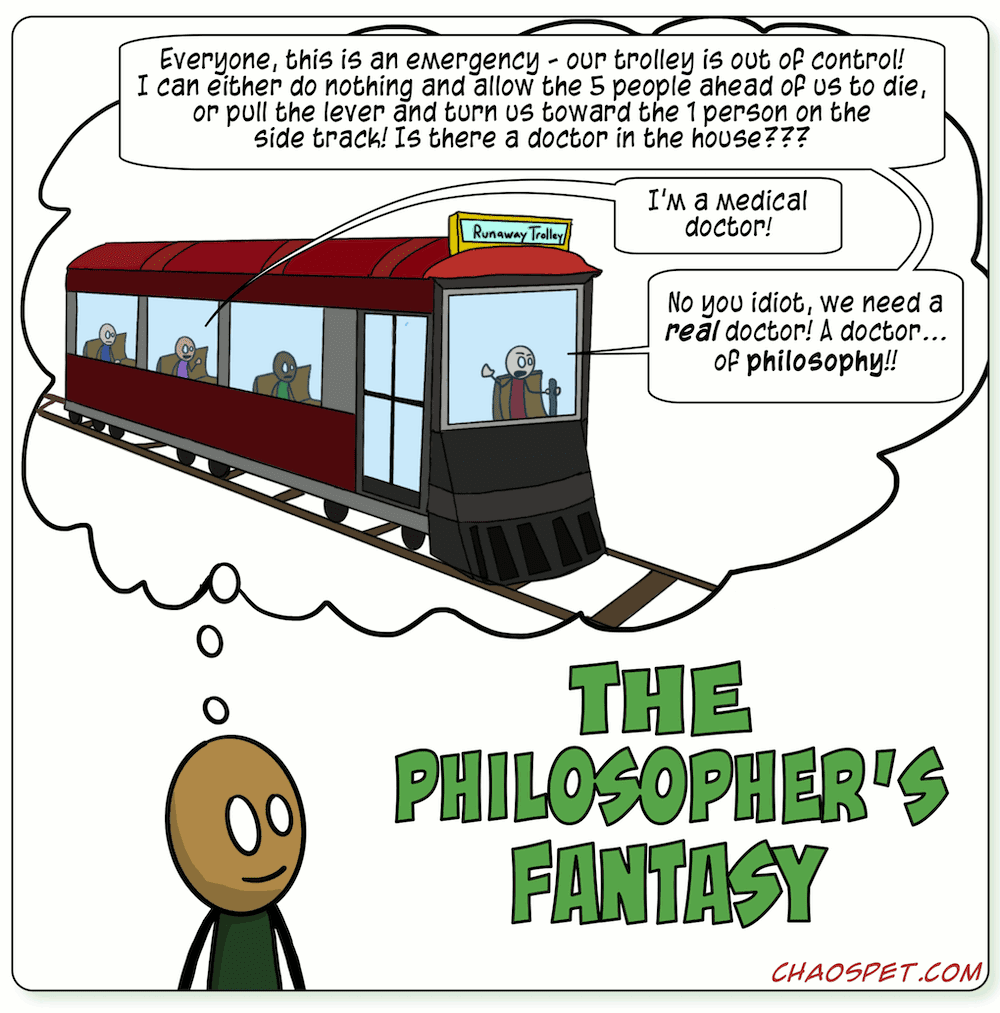 Everyone, this is an emergency - our trolley is out of control!
I can either do nothing and allow the 5 people ahead of us to die,
or pull the lever and turn us toward the 1 person on the
side track! Is there a doctor in the house???
I'm a medical
doctor!
Runaway Trolley
No you idiot, we need a
real doctor! A doctor...
of philosophy!!
THE
PHILOSOPHER'S
FANTASY
CHAOSPET.COM